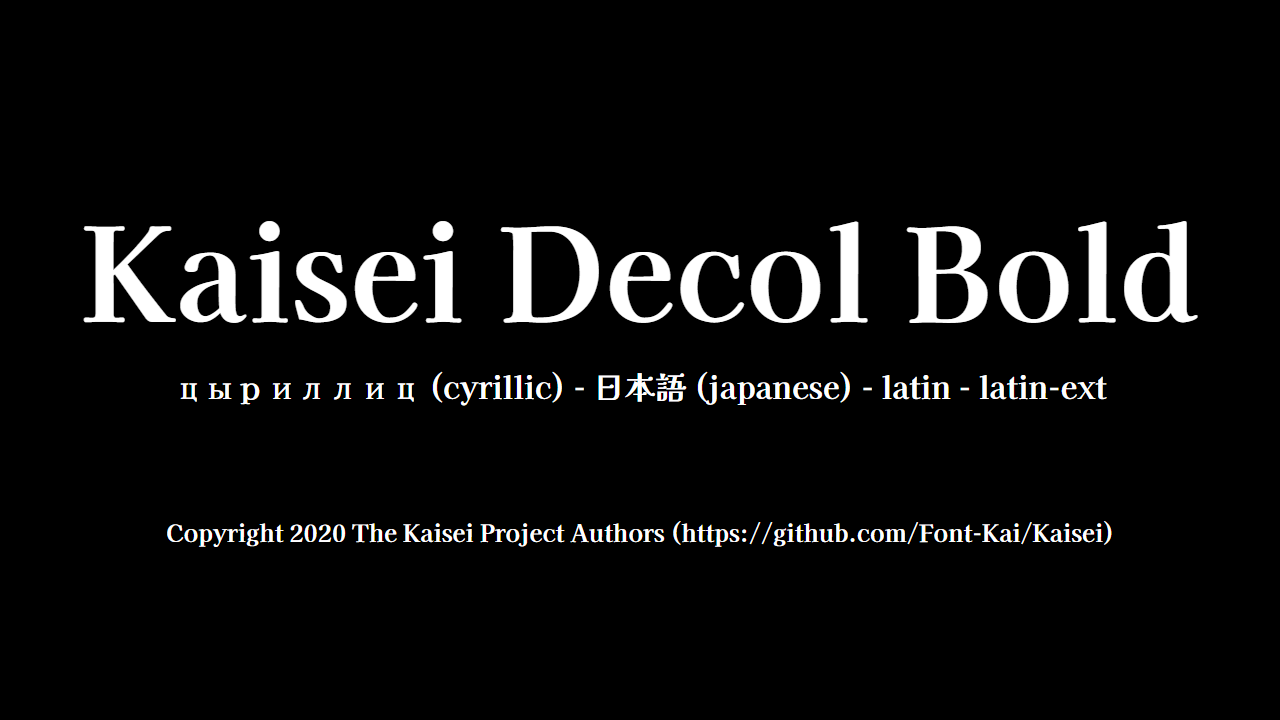 Kaisei Decol Bold
цыриллиц (cyrillic) - 日本語 (japanese) - latin - latin-ext
Copyright 2020 The Kaisei Project Authors (https://github.com/Font-Kai/Kaisei)